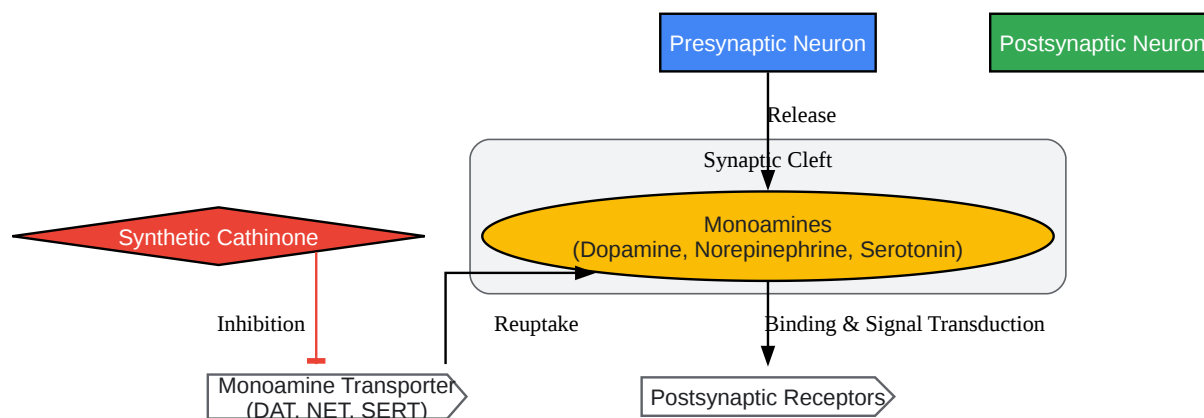 Presynaptic Neuron
Postsynaptic Neuron
Release
Synaptic Cleft
Synthetic Cathinone
Monoamines
(Dopamine, Norepinephrine, Serotonin)
Inhibition
Reuptake
Binding & Signal Transduction
Monoamine Transporter
(DAT, NET, SERT)
Postsynaptic Receptors